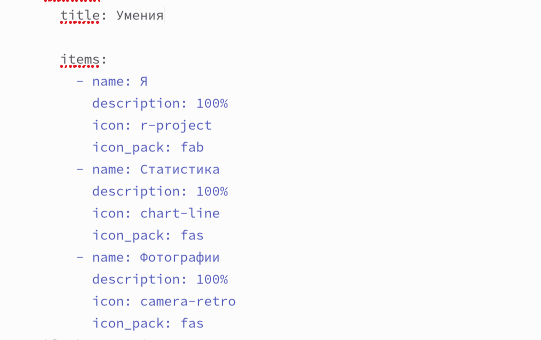 title: Умения
items:
- name: Я
description: 100%
icon: r-project
icon_pack: fab
- name: Статистика
description: 100%
icon: chart-line
icon_pack: fas
- name: Фотографии
description: 100%
icon: camera-retro
icon_pack: fas